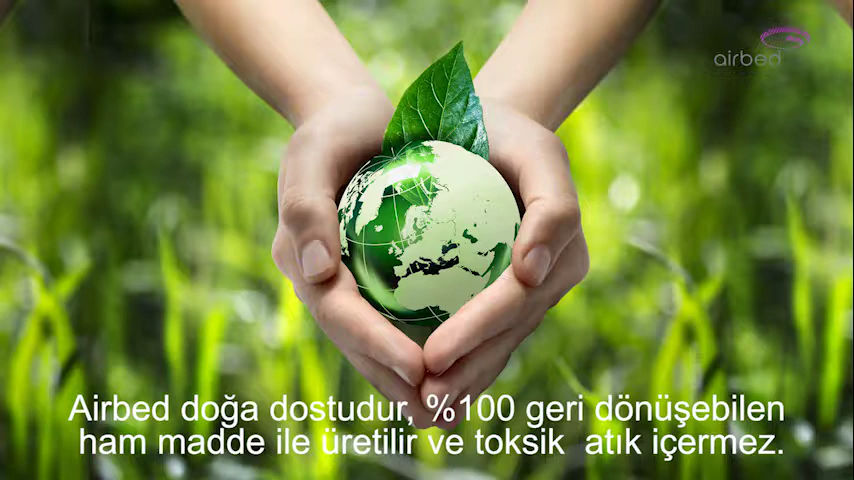 airbed
Airbed doğa dostudur, %100 geri dönüşebilen
ham madde ile üretilir ve toksik  atık içermez.